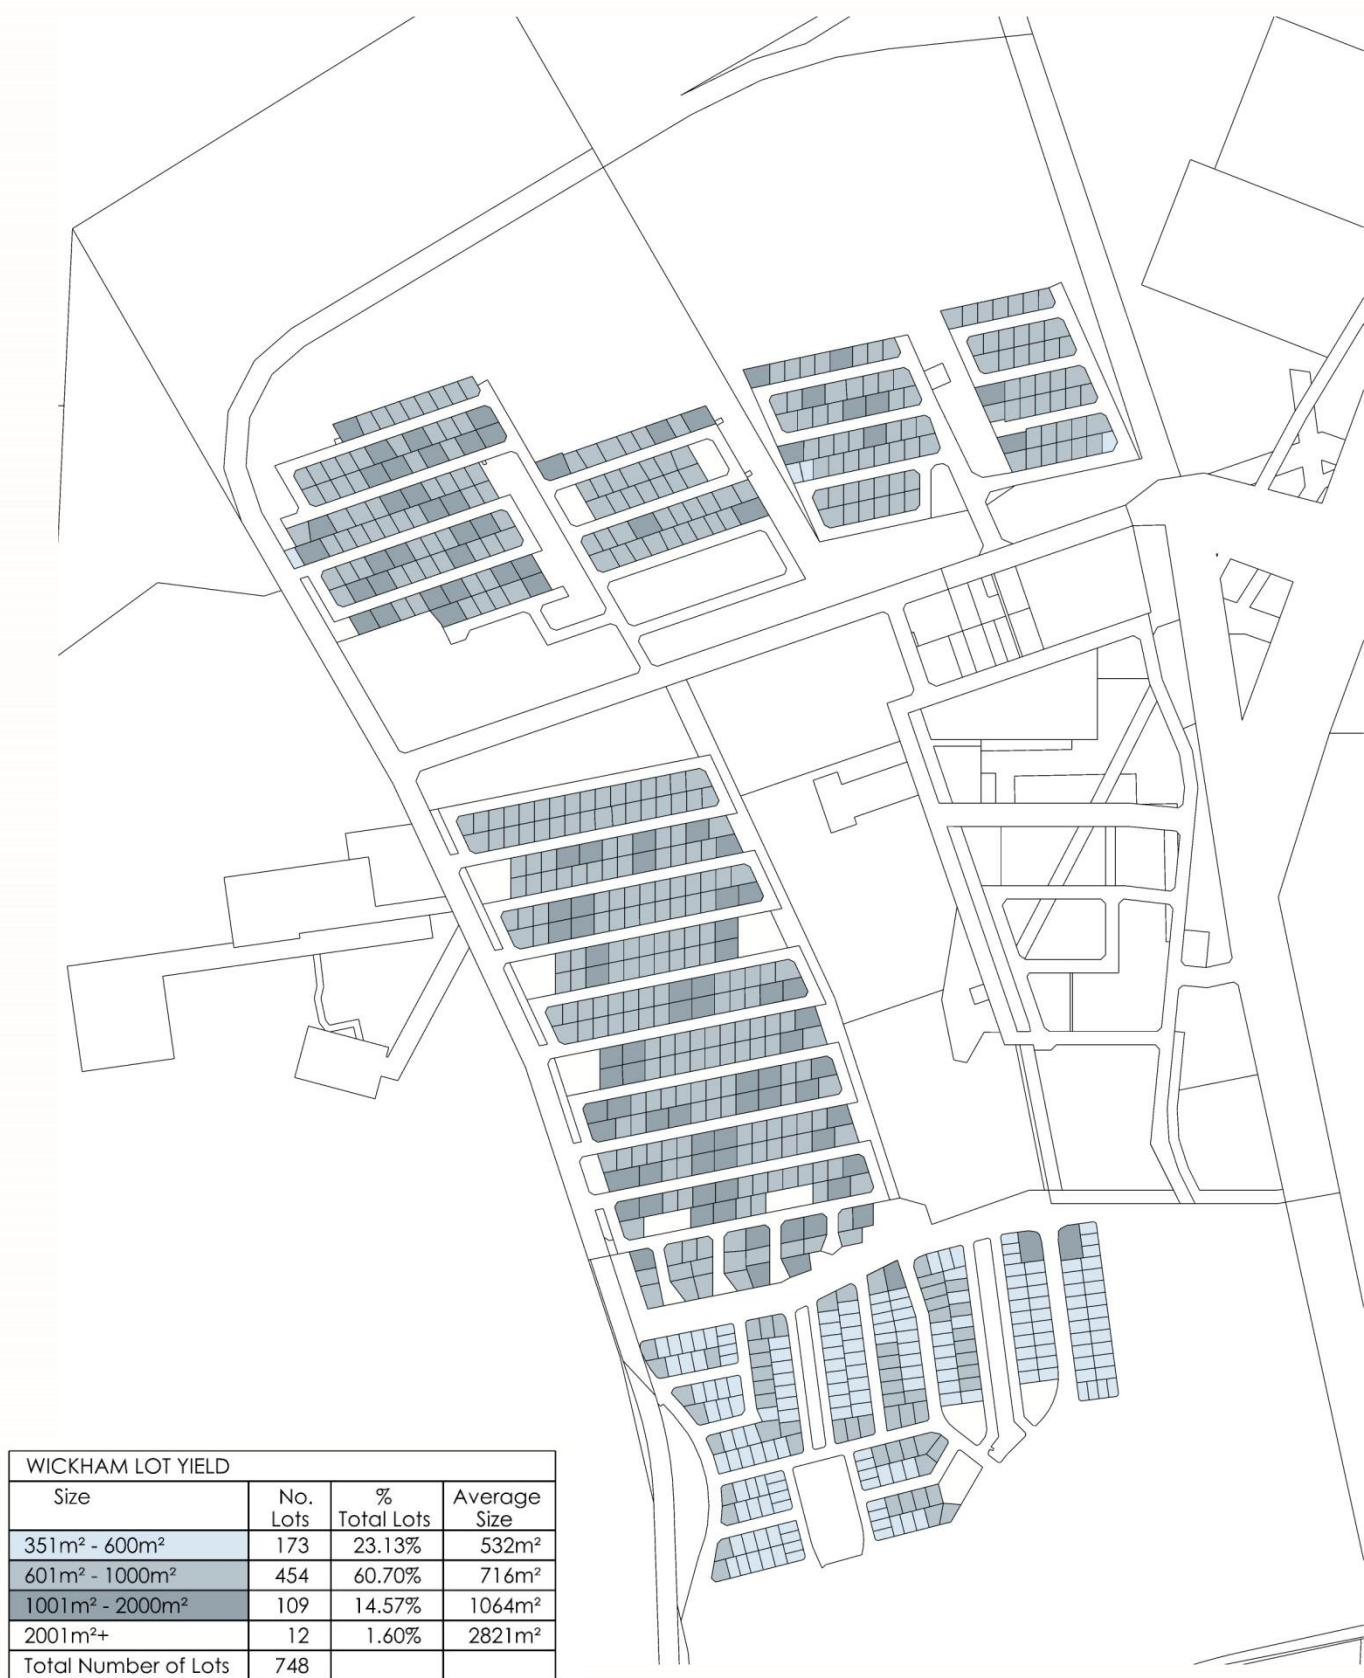 WICKHAM LOT YIELD
Size No. Lots % Total Lots Average Size
351m² - 600m² 173 23.13% 532m²
601m² - 1000m² 454 60.70% 716m²
1001m² - 2000m² 109 14.57% 1064m²
2001m²+ 12 1.60% 2821m²
Total Number of Lots 748